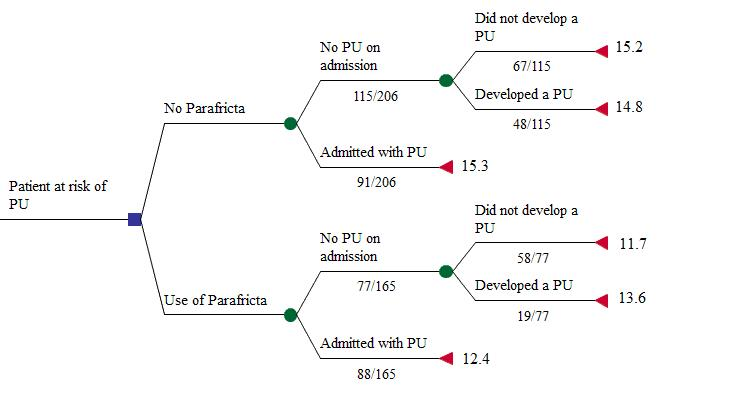 Did not develop a
PU
15.2
67/115
No PU on
admission
115/206
Developed a PU
14.8
48/115
No Parafricta
Admitted with PU
15.3
91/206
Patient at risk of
PU
Did not develop a
PU
11.7
58/77
No PU on
admission
77/165
Developed a PU
13.6
19/77
Use of Parafricta
Admitted with PU
12.4
88/165